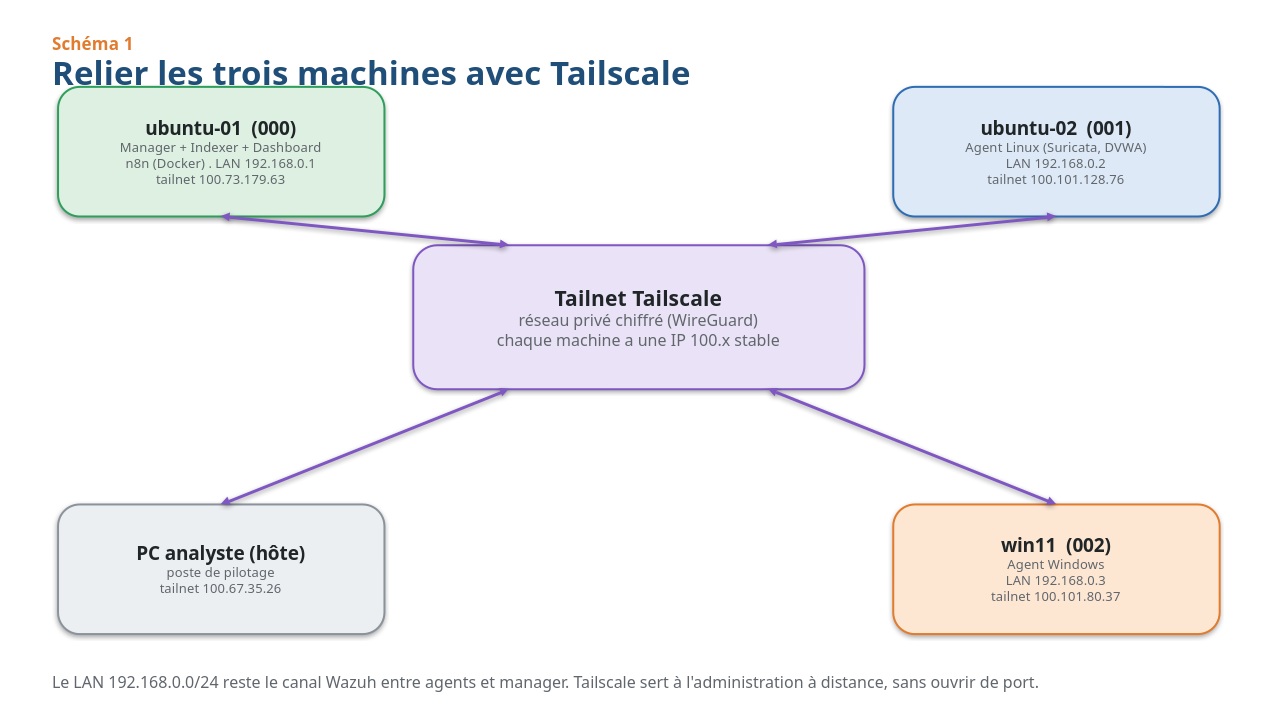 Schéma 1
Relier les trois machines avec Tailscale
ubuntu-01 (000)
Manager + Indexer + Dashboard
n8n (Docker) . LAN 192.168.0.1
tailnet 100.73.179.63
ubuntu-02 (001)
Agent Linux (Suricata, DVWA)
LAN 192.168.0.2
tailnet 100.101.128.76
Tailnet Tailscale
réseau privé chiffré (WireGuard)
chaque machine a une IP 100.x stable
PC analyste (hôte)
poste de pilotage
tailnet 100.67.35.26
win11 (002)
Agent Windows
LAN 192.168.0.3
tailnet 100.101.80.37
Le LAN 192.168.0.0/24 reste le canal Wazuh entre agents et manager. Tailscale sert à l'administration à distance, sans ouvrir de port.